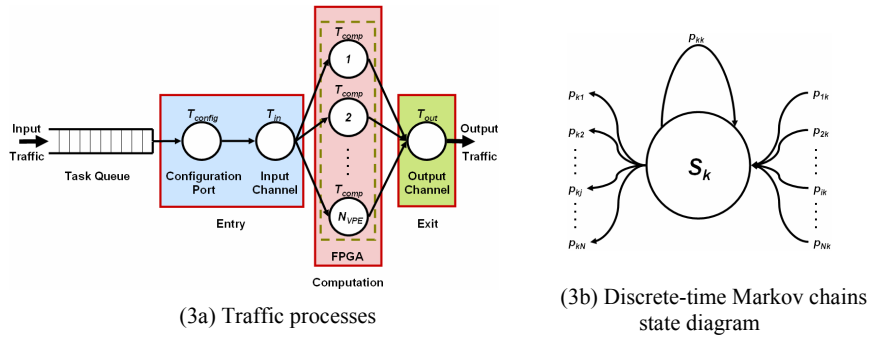 Input
Traffic
Task Queue
T_config
Configuration
Port
T_in
Input
Channel
Entry
T_comp
1
T_comp
2
T_comp
N_VPE
FPGA
Computation
T_out
Output
Channel
Exit
Output
Traffic
(3a) Traffic processes
p_kk
p_k1
p_k2
p_kj
p_kN
S_k
p_1k
p_2k
p_ik
p_Nk
(3b) Discrete-time Markov chains
state diagram